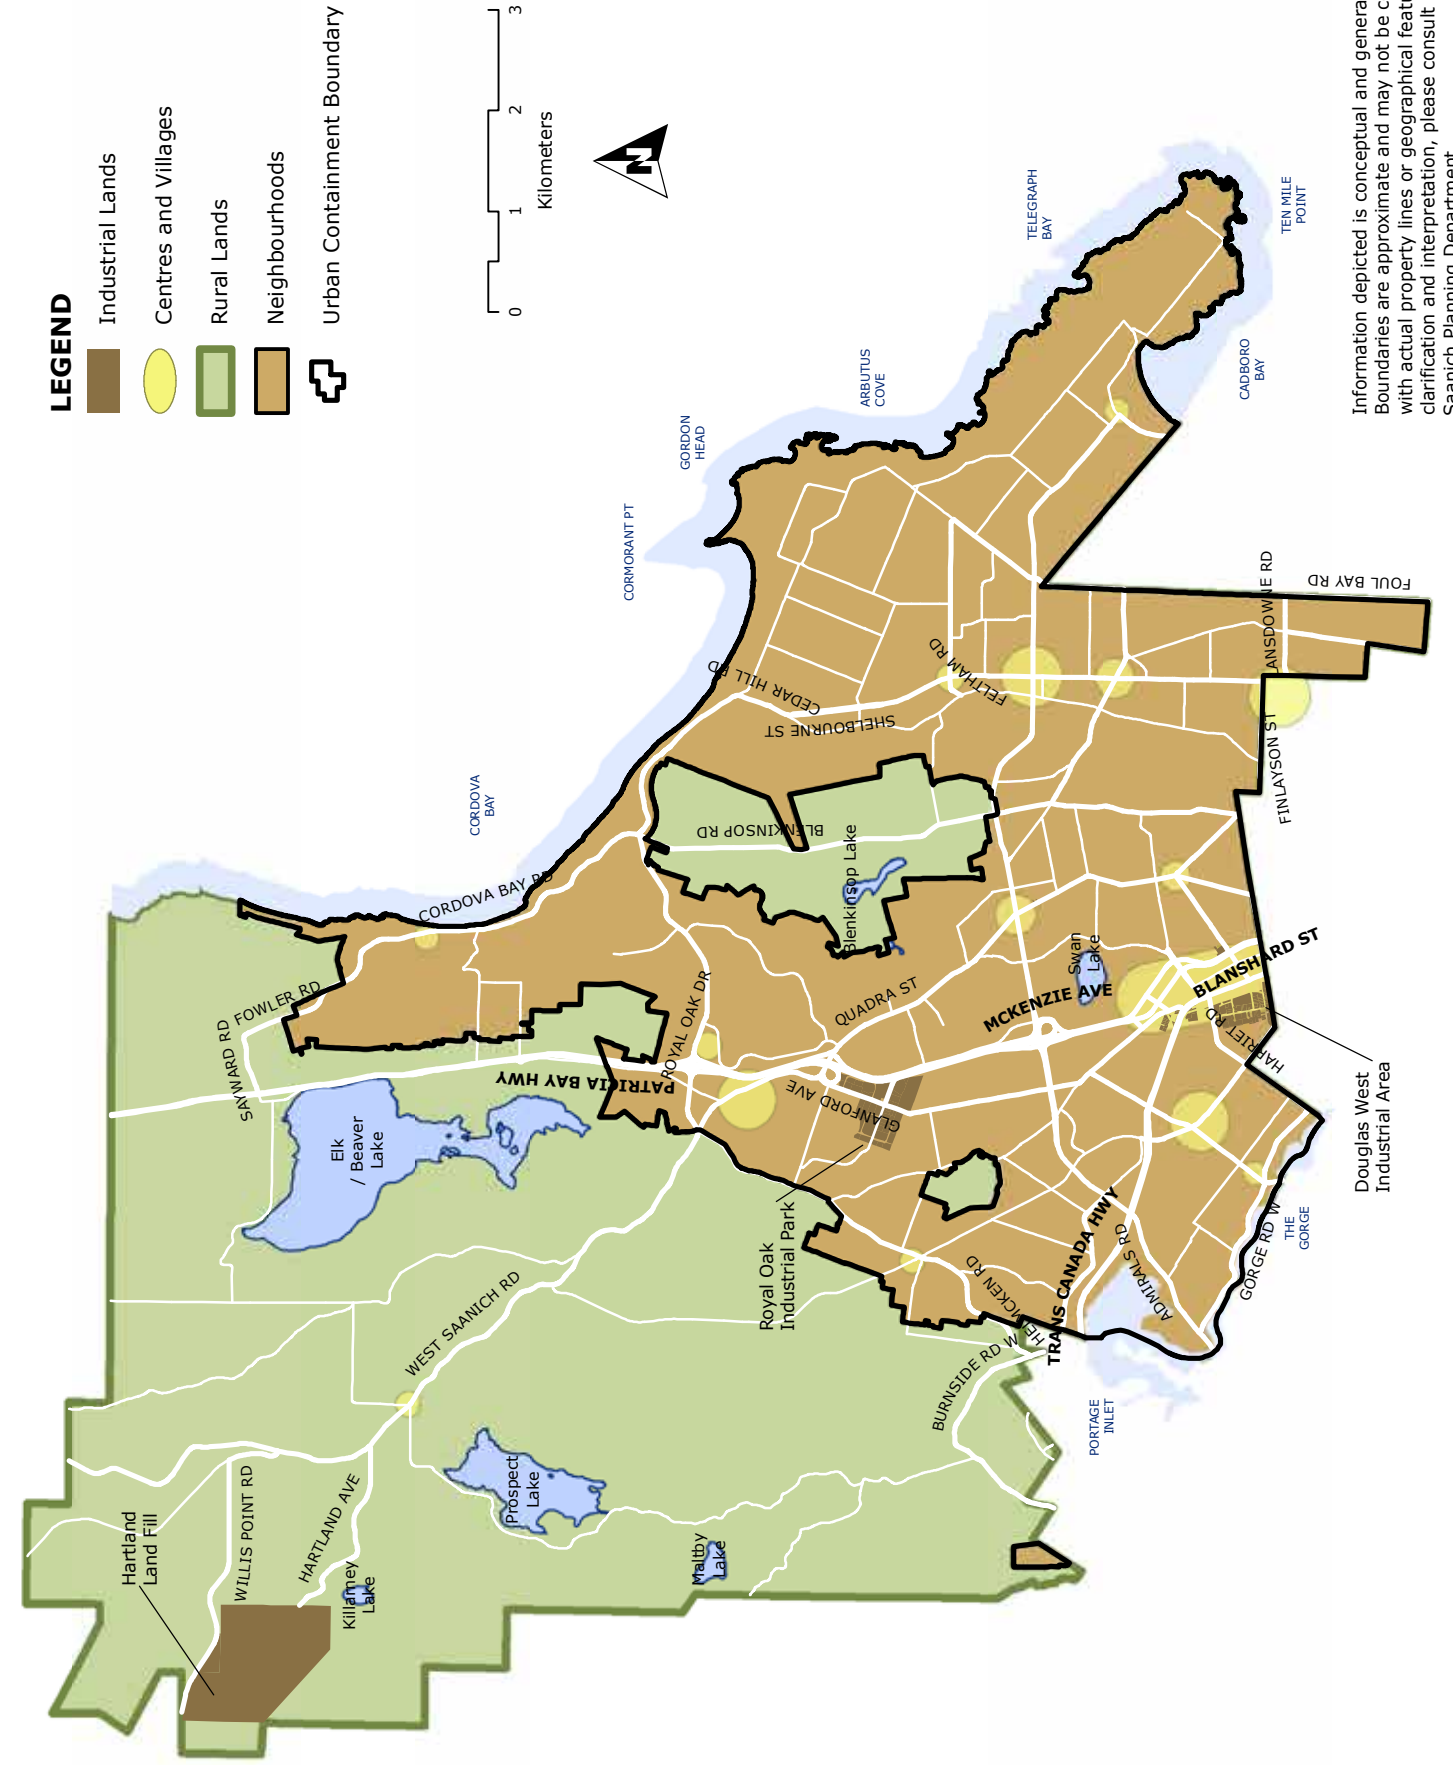 LEGEND
Industrial Lands
Centres and Villages
Rural Lands
Neighbourhoods
Urban Containment Boundary
0 1 2 3
Kilometers
N
Information depicted is conceptual and
Boundaries are approximate and may not be
with actual property lines or geographical
clarification and interpretation, please consult
Saanich Planning Department
TELEGRAPH
BAY
TEN MILE
POINT
CADBORO
BAY
ARBUTUS
COVE
GORDON
HEAD
CORMORANT PT
CORDOVA
BAY
FOUL BAY RD
LANSDOWNE RD
FINLAYSON ST
FELTHAM RD
CEDAR HILL RD
SHELBOURNE ST
BLENKINSOP RD
Blenkinsop Lake
CORDOVA BAY RD
FOWLER RD
SAYWARD RD
PATRICIA BAY HWY
ROYAL OAK DR
QUADRA ST
MCKENZIE AVE
Swan
Lake
BLANSHARD ST
HARRIET RD
GLANFORD AVE
Elk
/ Beaver
Lake
Royal Oak
Industrial Park
Douglas West
Industrial Area
THE
GORGE
GORGE RD W
ADMIRALS RD
TRANS CANADA HWY
HELMCKEN RD
BURNSIDE RD W
PORTAGE
INLET
WEST SAANICH RD
Prospect
Lake
Maltby
Lake
Hartland
Land Fill
WILLIS POINT RD
HARTLAND AVE
Killarney
Lake